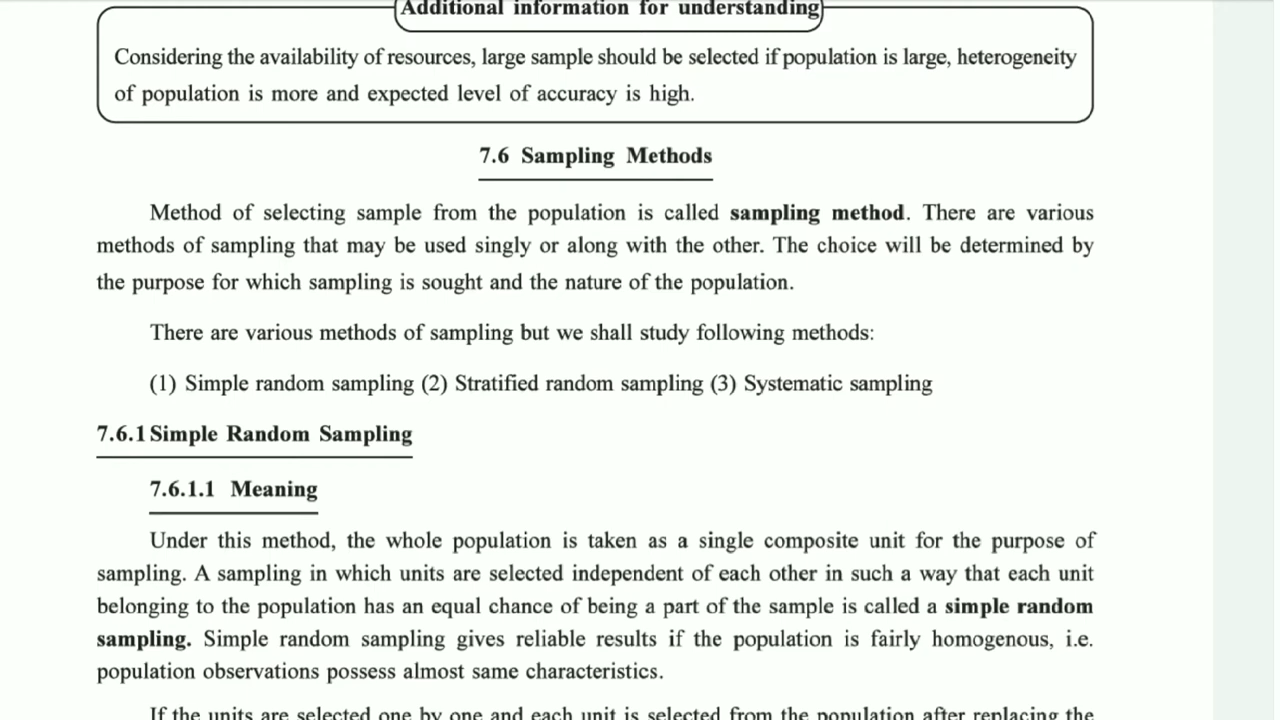 Additional information for understanding
Considering the availability of resources, large sample should be selected if population is large, heterogeneity
of population is more and expected level of accuracy is high.
7.6 Sampling Methods
Method of selecting sample from the population is called sampling method. There are various
methods of sampling that may be used singly or along with the other. The choice will be determined by
the purpose for which sampling is sought and the nature of the population.
There are various methods of sampling but we shall study following methods:
(1) Simple random sampling (2) Stratified random sampling (3) Systematic sampling
7.6.1 Simple Random Sampling
7.6.1.1 Meaning
Under this method, the whole population is taken as a single composite unit for the purpose of
sampling. A sampling in which units are selected independent of each other in such a way that each unit
belonging to the population has an equal chance of being a part of the sample is called a simple random
sampling. Simple random sampling gives reliable results if the population is fairly homogenous, i.e.
population observations possess almost same characteristics.
If the units are selected one by one and each unit is selected from the population after replacing the